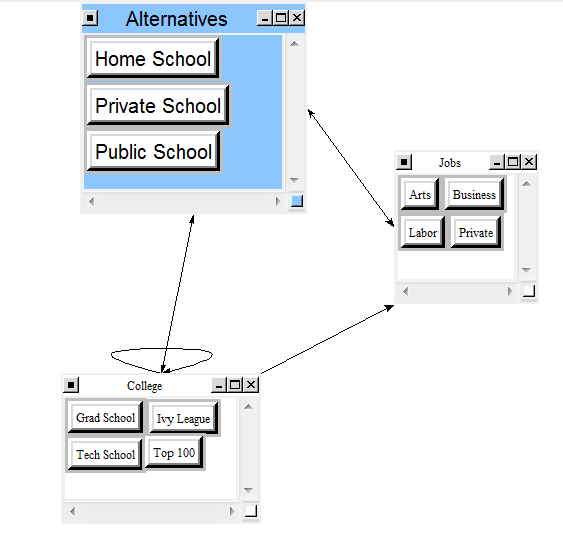 Alternatives
Home School
Private School
Public School
Jobs
Arts Business
Labor Private
College
Grad School Ivy League
Tech School Top 100